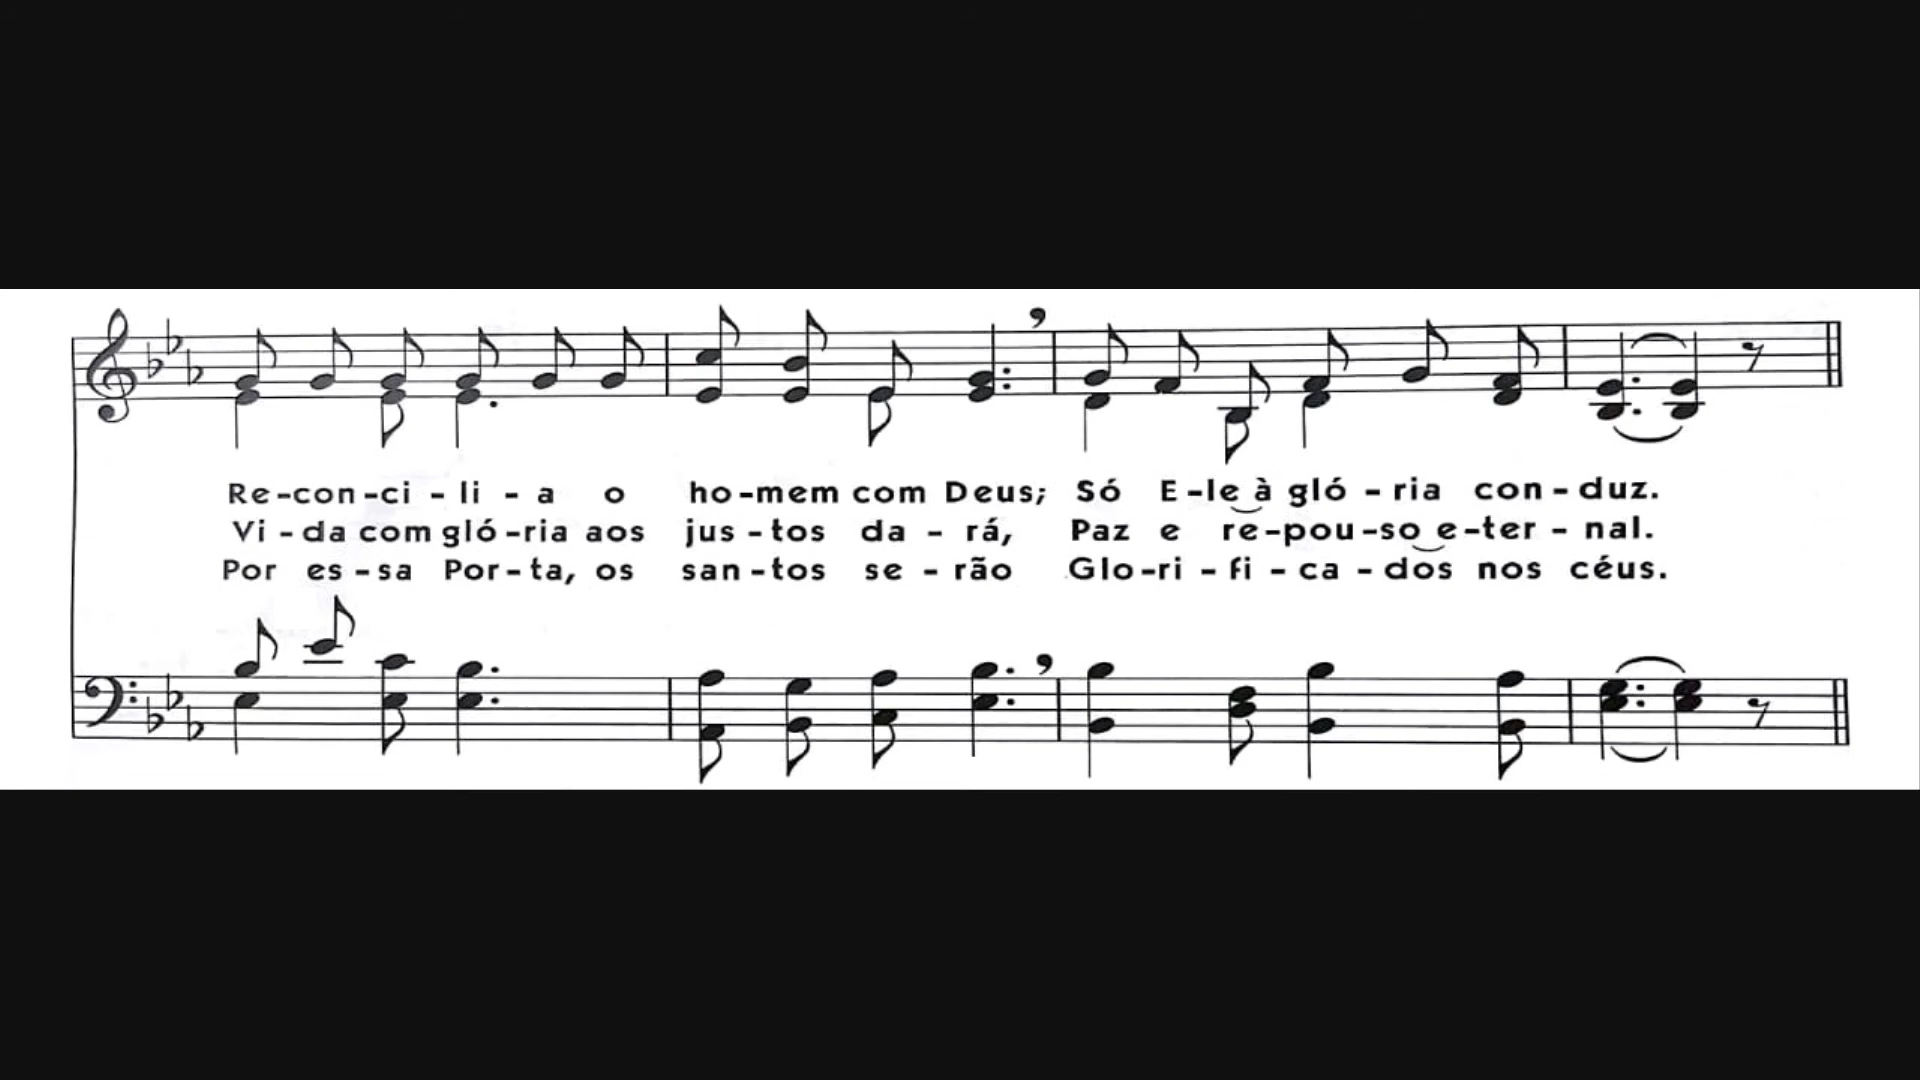 Re-con-ci-li-a o ho-mem com Deus; Só E-le à gló-ria con-duz.
Vi-da com gló-ria aos jus-tos da-rá, Paz e re-pou-so e-ter-nal.
Por es-sa Por-ta, os san-tos se-rão Glo-ri-fi-ca-dos nos céus.